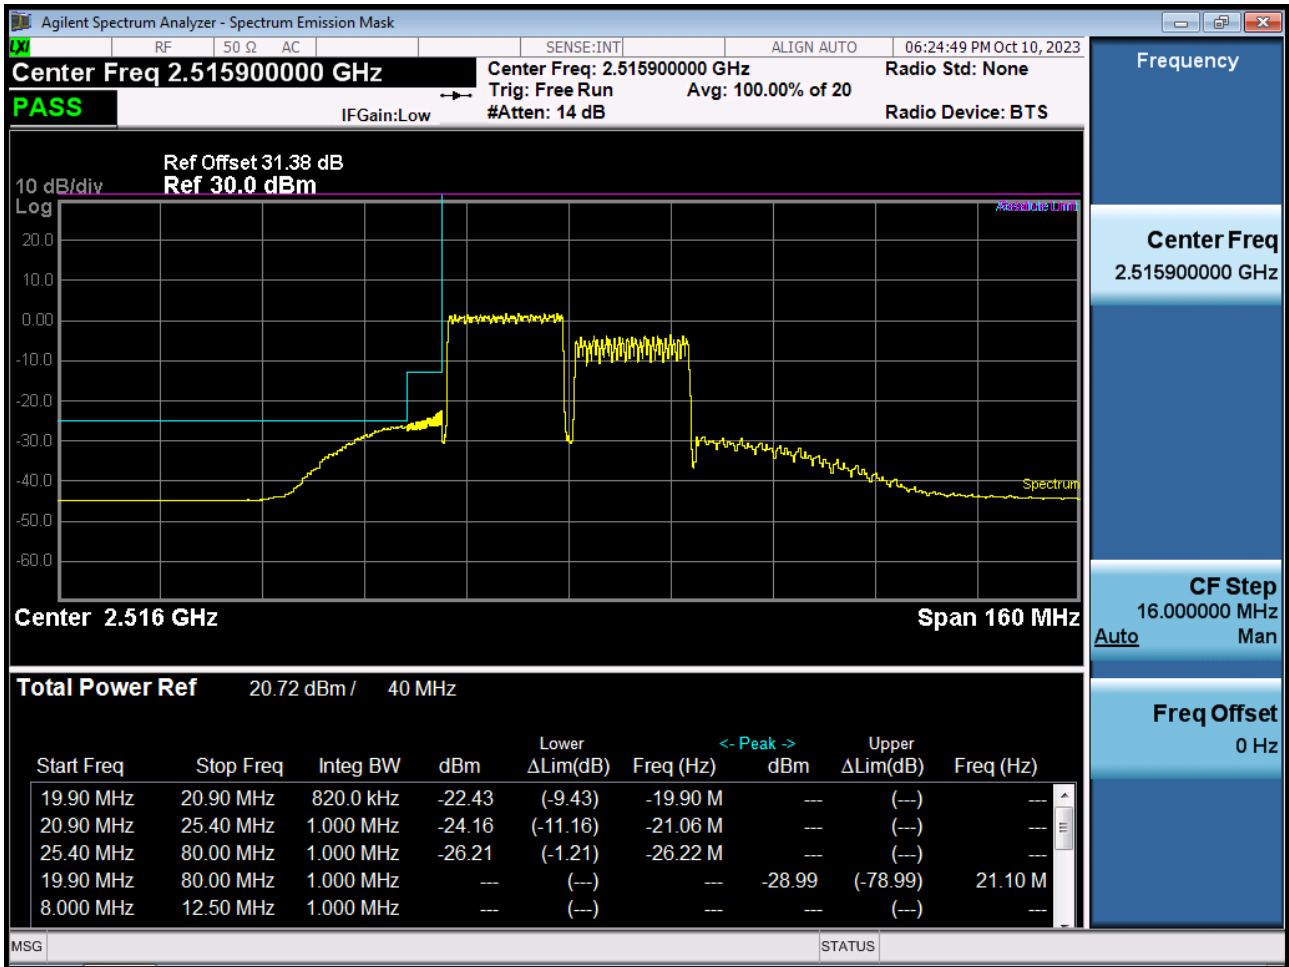 Agilent Spectrum Analyzer - Spectrum Emission Mask
LXI RF 50 Ω AC SENSE:INT ALIGN AUTO 06:24:49 PM Oct 10, 2023
Center Freq 2.515900000 GHz
PASS
IFGain:Low
Center Freq: 2.515900000 GHz
Trig: Free Run Avg: 100.00% of 20
#Atten: 14 dB
Radio Std: None
Radio Device: BTS
Ref Offset 31.38 dB
10 dB/div Ref 30.0 dBm
Log
Absolute Limit
20.0
10.0
0.00
-10.0
-20.0
-30.0
-40.0
Spectrum
-50.0
-60.0
Center 2.516 GHz Span 160 MHz
Total Power Ref 20.72 dBm / 40 MHz
Lower <- Peak -> Upper
Start Freq Stop Freq Integ BW dBm ΔLim(dB) Freq (Hz) dBm ΔLim(dB) Freq (Hz)
19.90 MHz 20.90 MHz 820.0 kHz -22.43 (-9.43) -19.90 M --- (---) ---
20.90 MHz 25.40 MHz 1.000 MHz -24.16 (-11.16) -21.06 M --- (---) ---
25.40 MHz 80.00 MHz 1.000 MHz -26.21 (-1.21) -26.22 M --- (---) ---
19.90 MHz 80.00 MHz 1.000 MHz --- (---) --- -28.99 (-78.99) 21.10 M
8.000 MHz 12.50 MHz 1.000 MHz --- (---) --- --- (---) ---
MSG STATUS
Frequency
Center Freq
2.515900000 GHz
CF Step
16.000000 MHz
Auto Man
Freq Offset
0 Hz